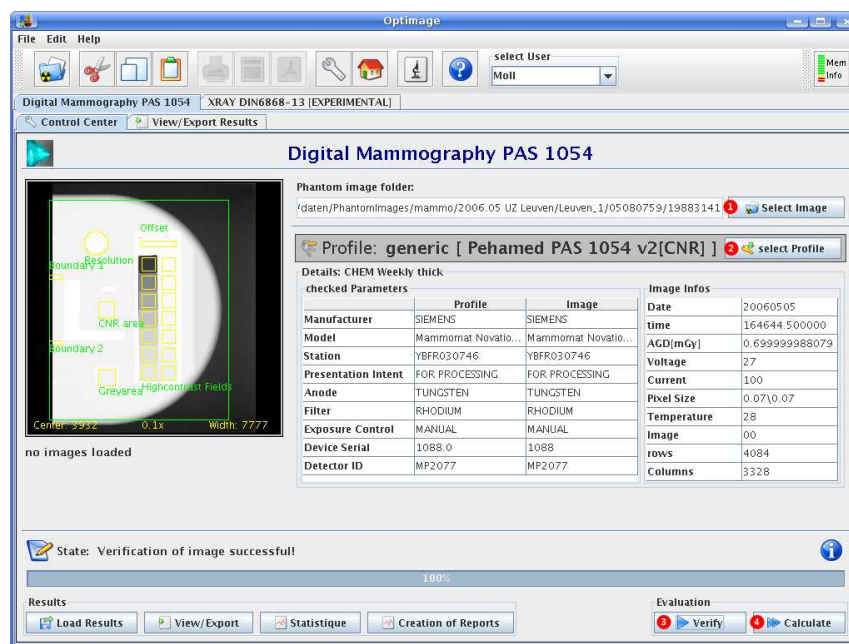 Optimage
File Edit Help
select User
Moll
Mem
Info
Digital Mammography PAS 1054
XRAY DIN6868-13 [EXPERIMENTAL]
Control Center
View/Export Results
Digital Mammography PAS 1054
Offset
Resolution
Boundary 1
CNR area
Boundary 2
Greyarea
Highcontrast Fields
Center: 3932 0.1x Width: 7777
no images loaded
Phantom image folder:
/daten/PhantomImages/mammo/2006.05 UZ Leuven/Leuven_1/05080759/19883141
1 Select Image
Profile: generic [ Pehamed PAS 1054 v2[CNR] ]
2 select Profile
Details: CHEM Weekly thick
checked Parameters
Profile Image
Manufacturer SIEMENS SIEMENS
Model Mammomat Novatio... Mammomat Novatio...
Station YBFR030746 YBFR030746
Presentation Intent FOR PROCESSING FOR PROCESSING
Anode TUNGSTEN TUNGSTEN
Filter RHODIUM RHODIUM
Exposure Control MANUAL MANUAL
Device Serial 1088.0 1088
Detector ID MP2077 MP2077
Image Infos
Date 20060505
time 164644.500000
AGD[mGy] 0.699999988079
Voltage 27
Current 100
Pixel Size 0.07\0.07
Temperature 28
Image 00
rows 4084
Columns 3328
State: Verification of image successful!
100%
Results
Load Results
View/Export
Statistique
Creation of Reports
Evaluation
3 Verify
4 Calculate